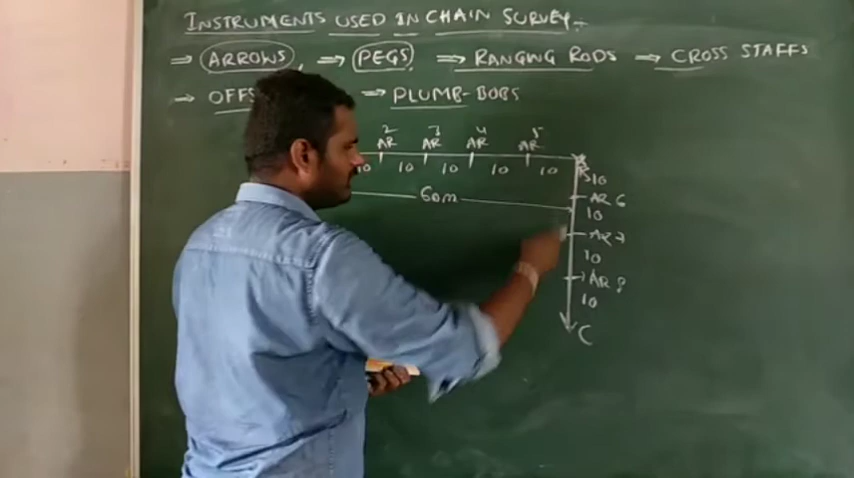 INSTRUMENTS USED IN CHAIN SURVEY:-
⇒ ARROWS, ⇒ PEGS ⇒ RANGING RODS → CROSS STAFFS
→ OFFS → PLUMB-BOBS
2 3 4 5
AR AR AR AR
10 10 10 10 10
60m
10
AR 6
10
AR 7
10
AR 8
10
C